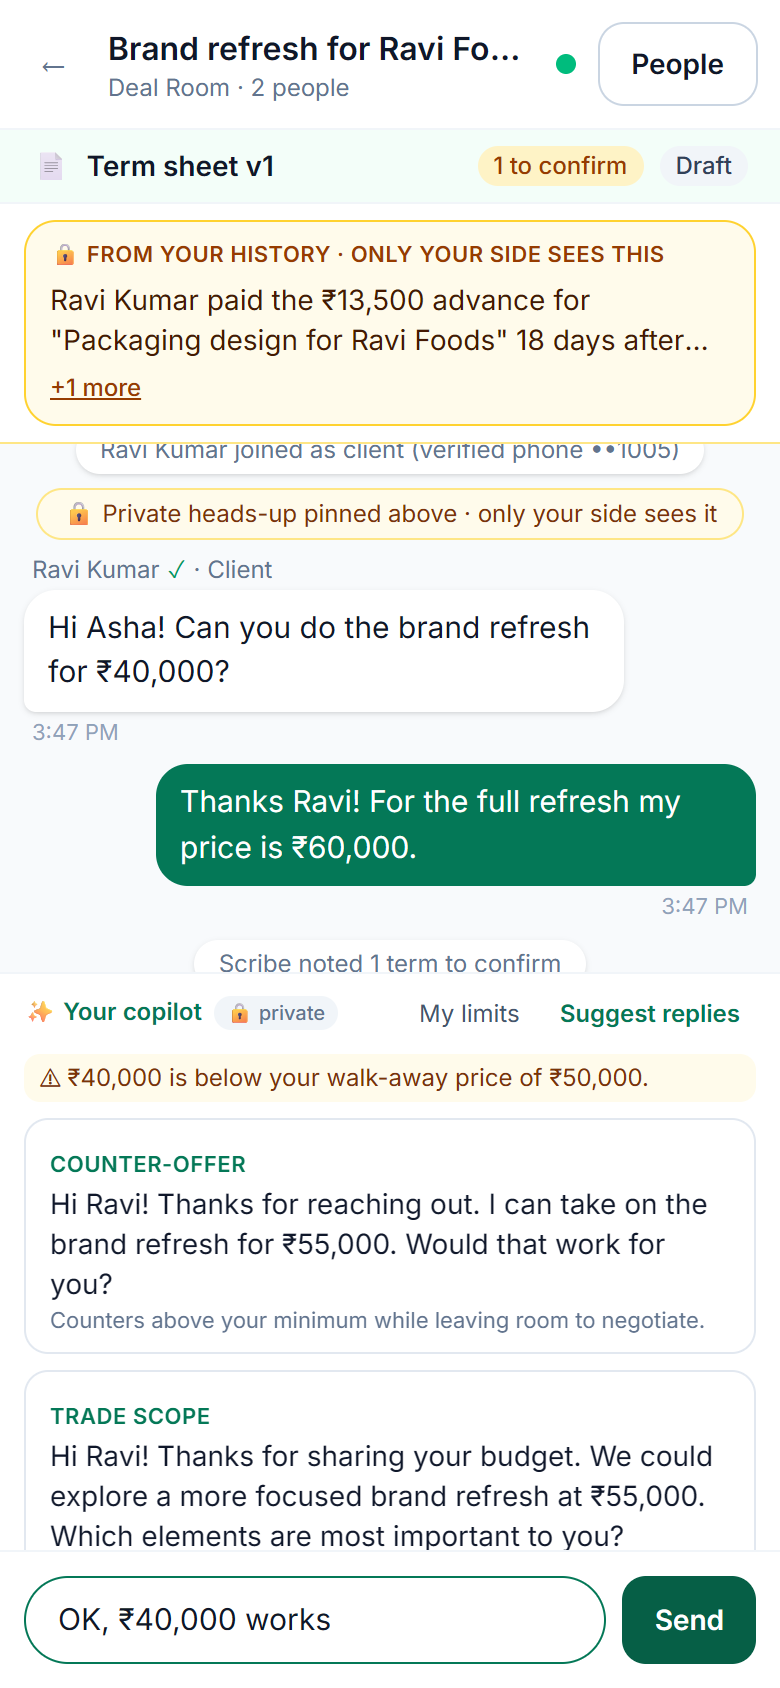 ← Brand refresh for Ravi Fo...
Deal Room · 2 people
People
Term sheet v1
1 to confirm
Draft
FROM YOUR HISTORY · ONLY YOUR SIDE SEES THIS
Ravi Kumar paid the ₹13,500 advance for
"Packaging design for Ravi Foods" 18 days after...
+1 more
Ravi Kumar joined as client (verified phone ••1005)
Private heads-up pinned above · only your side sees it
Ravi Kumar ✓ · Client
Hi Asha! Can you do the brand refresh
for ₹40,000?
3:47 PM
Thanks Ravi! For the full refresh my
price is ₹60,000.
3:47 PM
Scribe noted 1 term to confirm
Your copilot
private
My limits
Suggest replies
⚠ ₹40,000 is below your walk-away price of ₹50,000.
COUNTER-OFFER
Hi Ravi! Thanks for reaching out. I can take on the
brand refresh for ₹55,000. Would that work for
you?
Counters above your minimum while leaving room to negotiate.
TRADE SCOPE
Hi Ravi! Thanks for sharing your budget. We could
explore a more focused brand refresh at ₹55,000.
Which elements are most important to you?
OK, ₹40,000 works
Send